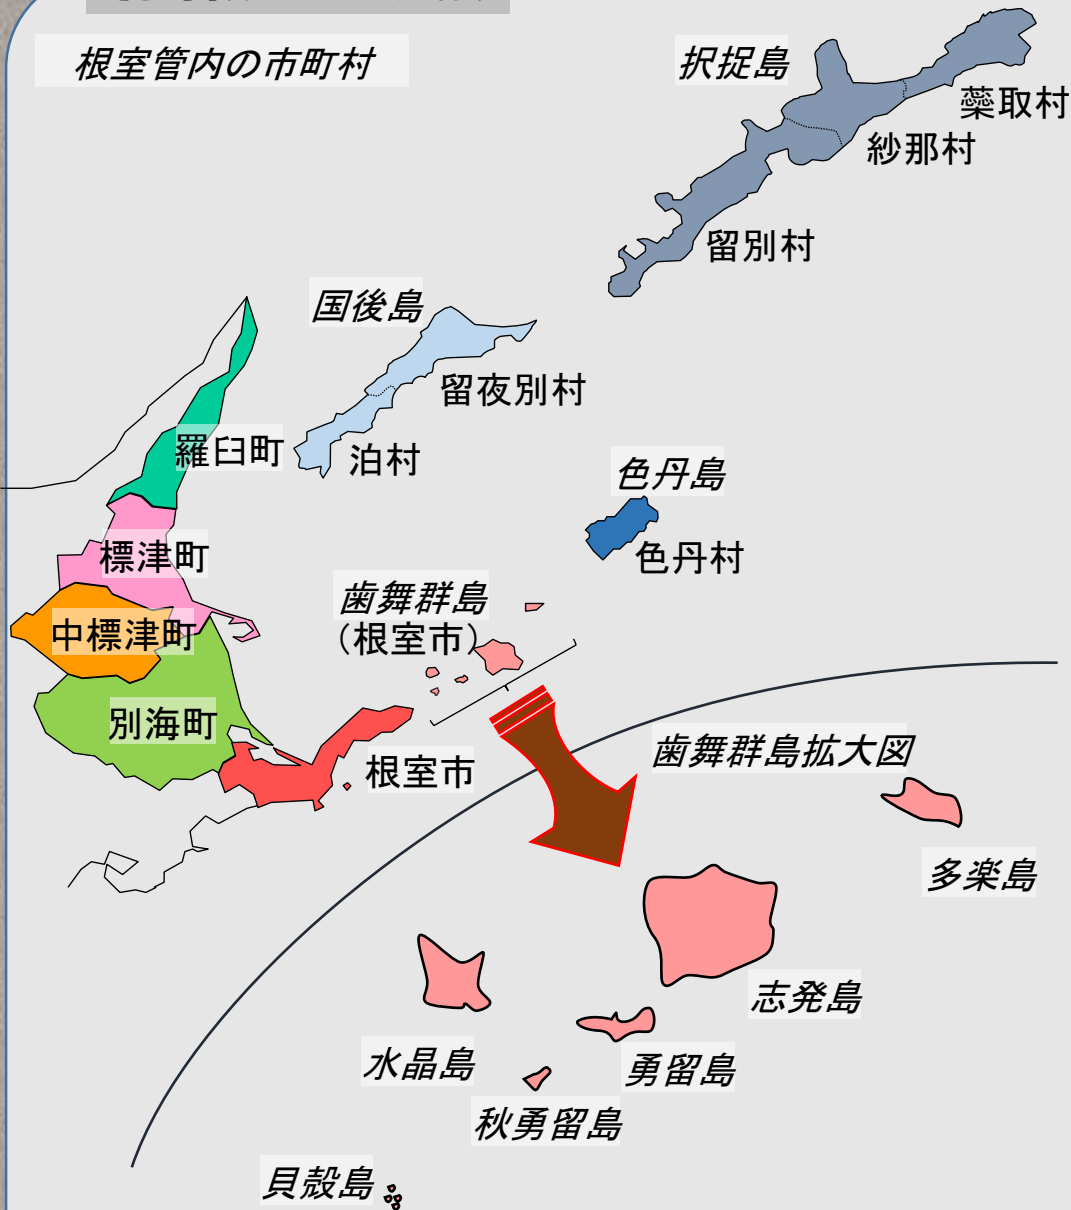 根室管内の市町村
択捉島
蘂取村
紗那村
留別村
国後島
留夜別村
泊村
羅臼町
色丹島
色丹村
標津町
歯舞群島
（根室市）
中標津町
別海町
根室市
歯舞群島拡大図
多楽島
志発島
水晶島
勇留島
秋勇留島
貝殻島